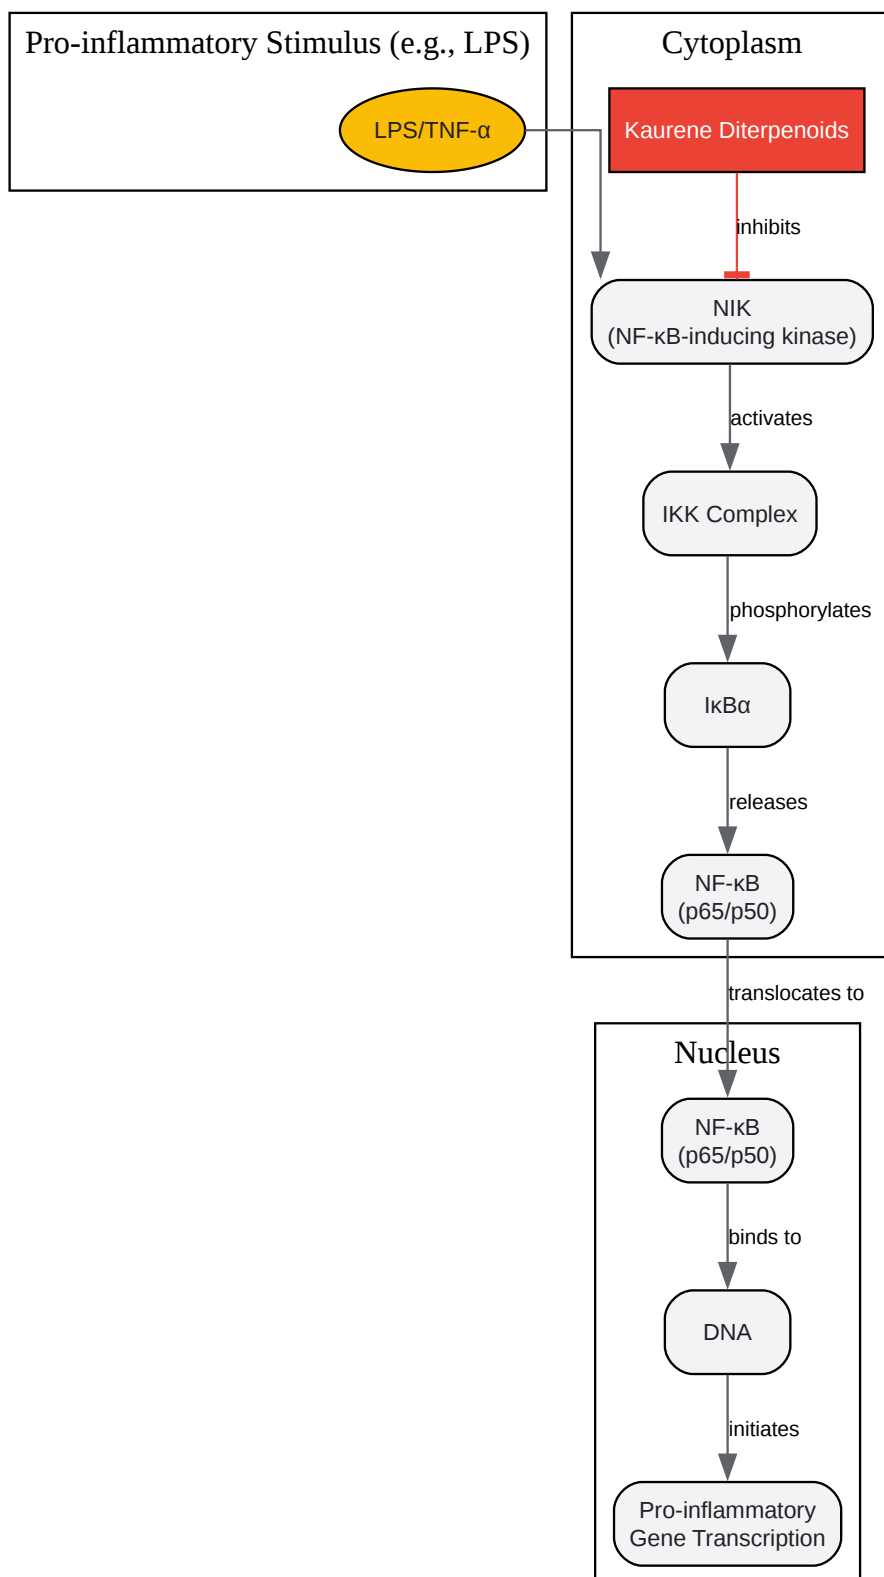 Pro-inflammatory Stimulus (e.g., LPS)
LPS/TNF-α
Cytoplasm
Kaurene Diterpenoids
inhibits
NIK
(NF-κB-inducing kinase)
activates
IKK Complex
phosphorylates
IκBα
releases
NF-κB
(p65/p50)
translocates to
Nucleus
NF-κB
(p65/p50)
binds to
DNA
initiates
Pro-inflammatory
Gene Transcription